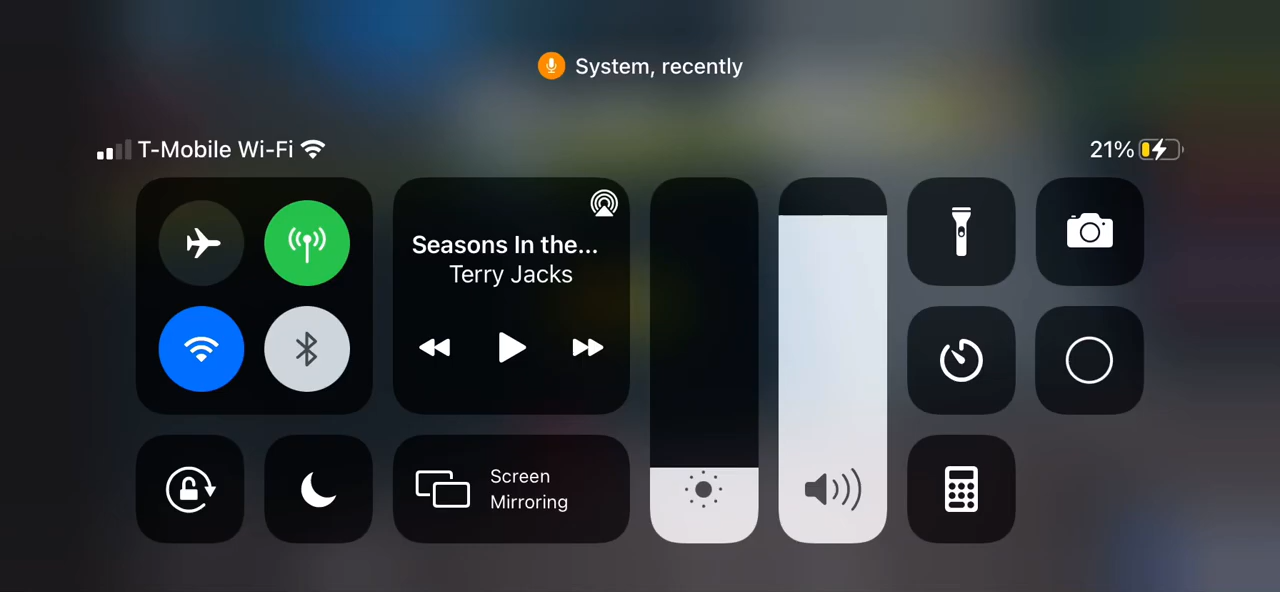 System, recently
T-Mobile Wi-Fi
21%
Seasons In the...
Terry Jacks
Screen
Mirroring